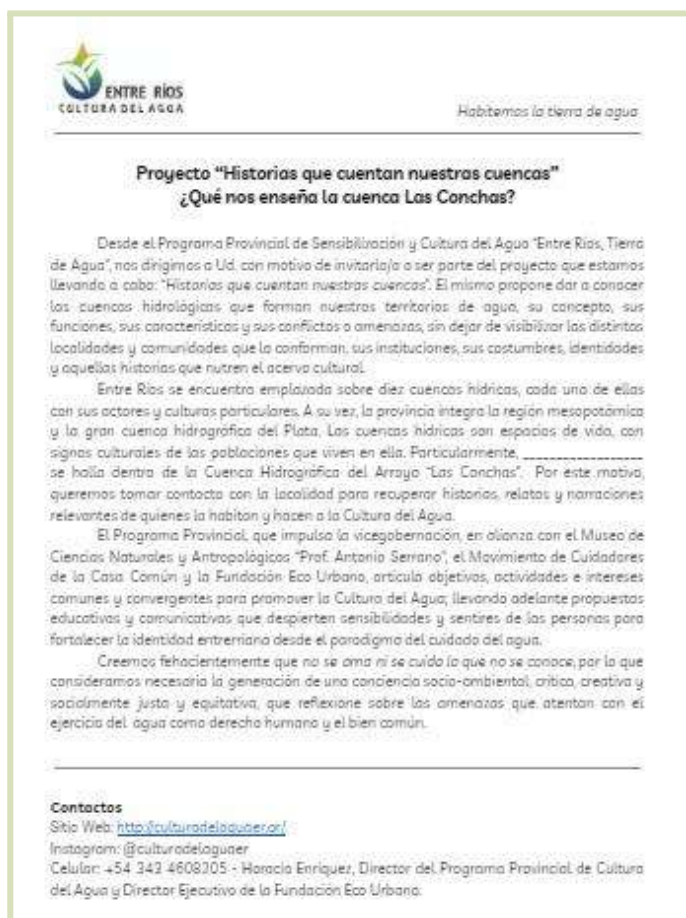 ENTRE RÍOS
CULTURA DEL AGUA
Habitemos la tierra de agua
Proyecto “Historias que cuentan nuestras cuencas”
¿Qué nos enseña la cuenca Las Conchas?
Desde el Programa Provincial de Sensibilización y Cultura del Agua “Entre Ríos, Tierra
de Agua”, nos dirigimos a Ud. con motivo de invitarlo/a a ser parte del proyecto que estamos
llevando a cabo: “Historias que cuentan nuestras cuencas”. El mismo propone dar a conocer
las cuencas hidrológicas que forman nuestros territorios de agua, su concepto, sus
funciones, sus características y sus conflictos o amenazas, sin dejar de visibilizar las distintas
localidades y comunidades que la conforman, sus instituciones, sus costumbres, identidades
y aquellas historias que nutren el acervo cultural.
Entre Ríos se encuentra emplazada sobre diez cuencas hídricas, cada una de ellas
con sus actores y culturas particulares. A su vez, la provincia integra la región mesopotámica
y la gran cuenca hidrográfica del Plata. Las cuencas hídricas son espacios de vida, con
signos culturales de las poblaciones que viven en ella. Particularmente, __________________
se halla dentro de la Cuenca Hidrográfica del Arroyo “Las Conchas”. Por este motivo,
queremos tomar contacto con la localidad para recuperar historias, relatos y narraciones
relevantes de quienes la habitan y hacen a la Cultura del Agua.
El Programa Provincial, que impulsa la vicegobernación, en alianza con el Museo de
Ciencias Naturales y Antropológicas “Prof. Antonio Serrano”, el Movimiento de Cuidadores
de la Casa Común y la Fundación Eco Urbano, articula objetivos, actividades e intereses
comunes y convergentes para promover la Cultura del Agua; llevando adelante propuestas
educativas y comunicativas que despierten sensibilidades y sentires de las personas para
fortalecer la identidad entrerriana desde el paradigma del cuidado del agua.
Creemos fehacientemente que no se ama ni se cuida lo que no se conoce, por lo que
consideramos necesaria la generación de una conciencia socio-ambiental, crítica, creativa y
socialmente justa y equitativa, que reflexione sobre las amenazas que atentan con el
ejercicio del agua como derecho humano y el bien común.
Contactos
Sitio Web: http://culturadelaguaer.ar/
Instagram: @culturadelaguaer
Celular: +54 343 4608205 - Horacio Enriquez, Director del Programa Provincial de Cultura
del Agua y Director Ejecutivo de la Fundación Eco Urbano.